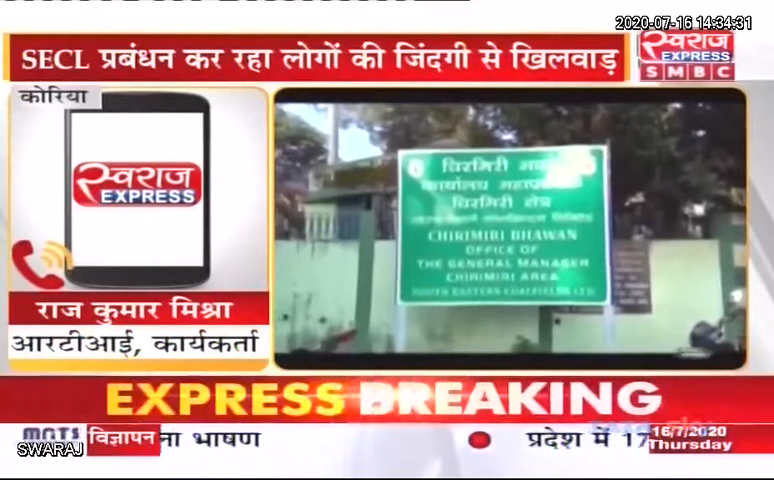 2020-07-16 14:34:31
SECL प्रबंधन कर रहा लोगों की जिंदगी से खिलवाड़
स्वराज
EXPRESS
SMBC
कोरिया
स्वराज
EXPRESS
राज कुमार मिश्रा
आरटीआई, कार्यकर्ता
चिरमिरी
कार्यालय
चिरमिरी क्षेत्र
CHIRIMIRI BHAWAN
OFFICE OF
THE GENERAL MANAGER
CHIRIMIRI AREA
SOUTH EASTERN COALFIELDS LTD
EXPRESS BREAKING
विज्ञापन
ना भाषण
प्रदेश में 17
SWARAJ
16/7/2020
Thursday